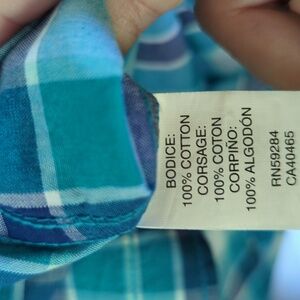 BODICE:
100% COTTON
CORSAGE:
100% COTON
CORPIÑO:
100% ALGODÓN
RN59284
CA40465